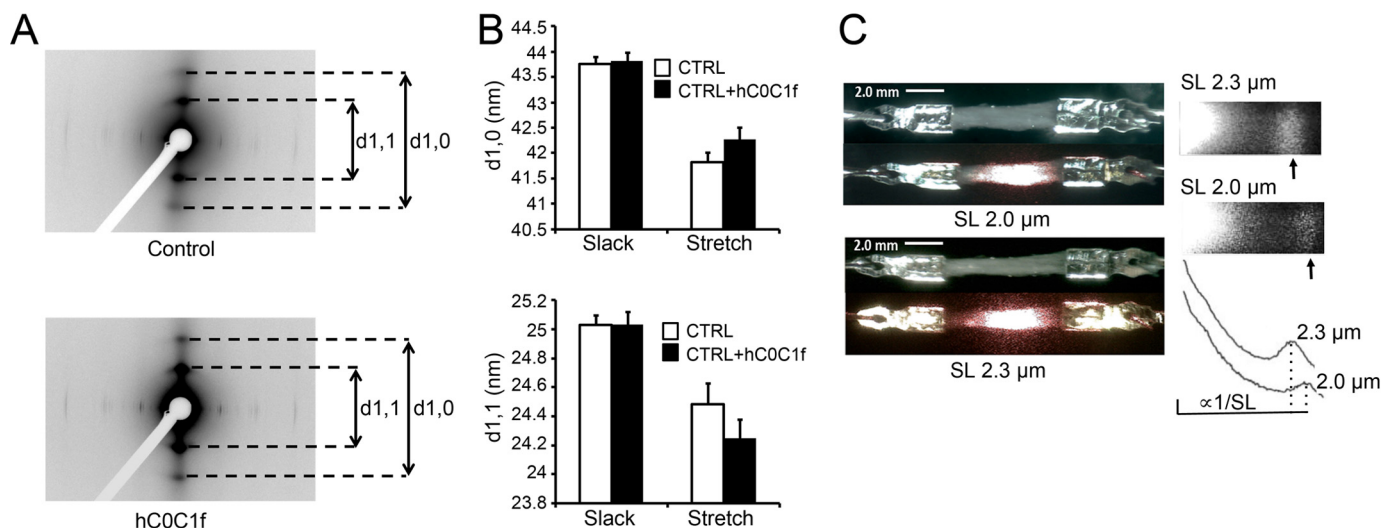 A
d1,1
d1,0
Control
d1,1
d1,0
hC0C1f
B
44.5
44
43.5
43
42.5
42
41.5
41
40.5
d1,0 (nm)
CTRL
CTRL+hC0C1f
Slack
Stretch
25.2
25
24.8
24.6
24.4
24.2
24
23.8
d1,1 (nm)
CTRL
CTRL+hC0C1f
Slack
Stretch
C
2.0 mm
SL 2.0 µm
2.0 mm
SL 2.3 µm
SL 2.3 µm
SL 2.0 µm
2.3 µm
2.0 µm
∝1/SL